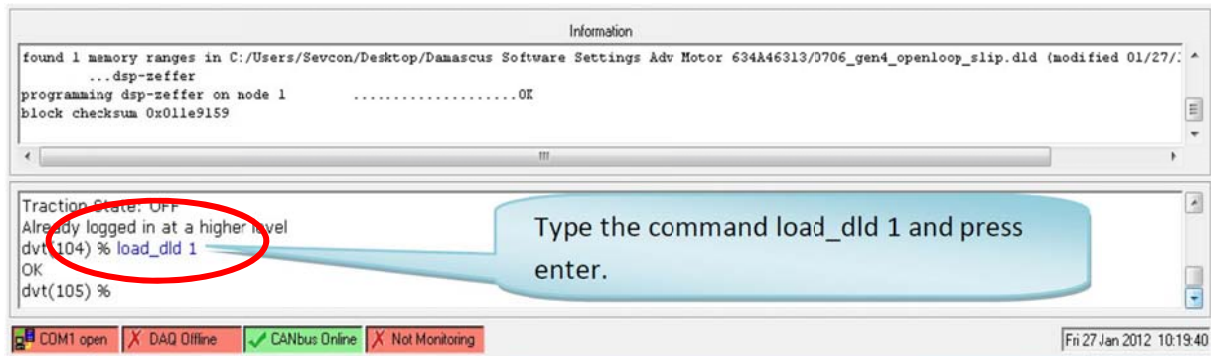 Information
found 1 memory ranges in C:/Users/Sevcon/Desktop/Damascus Software Settings Adv Motor 634A46313/0706_gen4_openloop_slip.dld (modified 01/27/
...dsp-zeffer
programming dsp-zeffer on node 1 ....................OK
block checksum 0x011e9159
Traction State: OFF
Already logged in at a higher level
dvt(104) % load_dld 1
OK
dvt(105) %
Type the command load_dld 1 and press
enter.
COM1 open DAQ Offline CANbus Online Not Monitoring Fri 27 Jan 2012 10:19:40